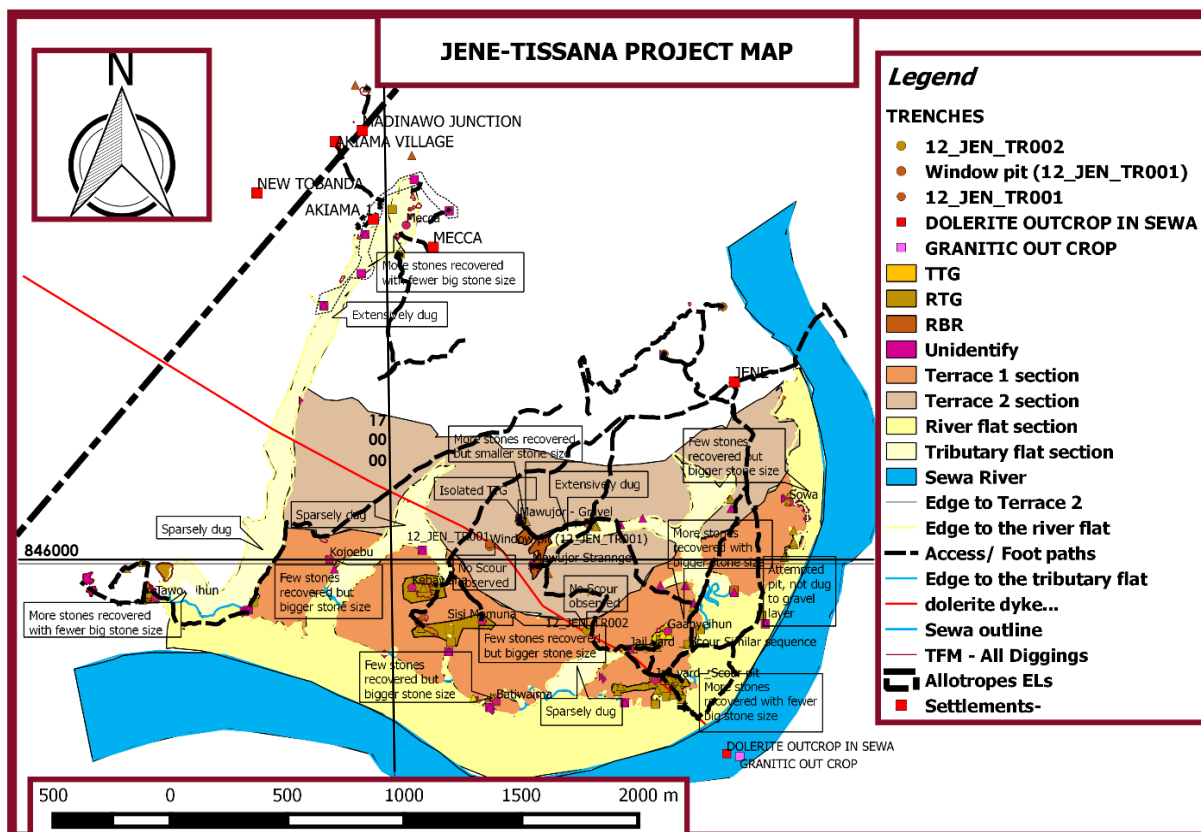 JENE-TISSANA PROJECT MAP
N
MADINAWO JUNCTION
AKIAMA VILLAGE
NEW TOBANDA
AKIAMA 1
Mecca
MECCA
More stones recovered
with fewer big stone size
Extensively dug
JENE
17
00
00
More stones recovered
but smaller stone size
Few stones
recovered but
bigger stone size
Isolated TTG
Extensively dug
Sowa
Mawujor - Gravel
Sparsely dug
Sparsely dug
12_JEN_TR001
Window pit (12_JEN_TR001)
More stones
recovered with
bigger stone size
846000
Kojoebu
Mawujor Strannger
No Scour
observed
Attempted
pit, not dug
to gravel
layer
Few stones
recovered but
bigger stone size
No Scour
observed
More stones recovered
with fewer big stone size
Sisi Mamuna
12_JEN_TR002
Gaanyeihun
Few stones recovered
but bigger stone size
Jail yard
Scour Similar sequence
Few stones
recovered but
bigger stone size
Scour pit
More stones
recovered with fewer
big stone size
Batiwaima
Sparsely dug
DOLERITE OUTCROP IN SEWA
GRANITIC OUT CROP
500 0 500 1000 1500 2000 m
Legend
TRENCHES
12_JEN_TR002
Window pit (12_JEN_TR001)
12_JEN_TR001
DOLERITE OUTCROP IN SEWA
GRANITIC OUT CROP
TTG
RTG
RBR
Unidentify
Terrace 1 section
Terrace 2 section
River flat section
Tributary flat section
Sewa River
Edge to Terrace 2
Edge to the river flat
Access/ Foot paths
Edge to the tributary flat
dolerite dyke...
Sewa outline
TFM - All Diggings
Allotropes ELs
Settlements-